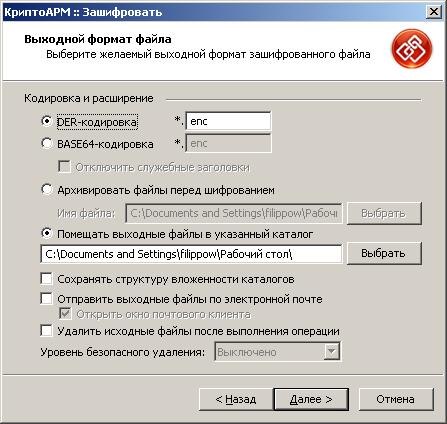 КриптоАРМ :: Зашифровать
Выходной формат файла
Выберите желаемый выходной формат зашифрованного файла
Кодировка и расширение
DER-кодировка *. enc
BASE64-кодировка *. enc
Отключить служебные заголовки
Архивировать файлы перед шифрованием
Имя файла: C:\Documents and Settings\filippow\Рабоч Выбрать
Помещать выходные файлы в указанный каталог
C:\Documents and Settings\filippow\Рабочий стол\ Выбрать
Сохранять структуру вложенности каталогов
Отправить выходные файлы по электронной почте
Открыть окно почтового клиента
Удалить исходные файлы после выполнения операции
Уровень безопасного удаления: Выключено
< Назад Далее > Отмена